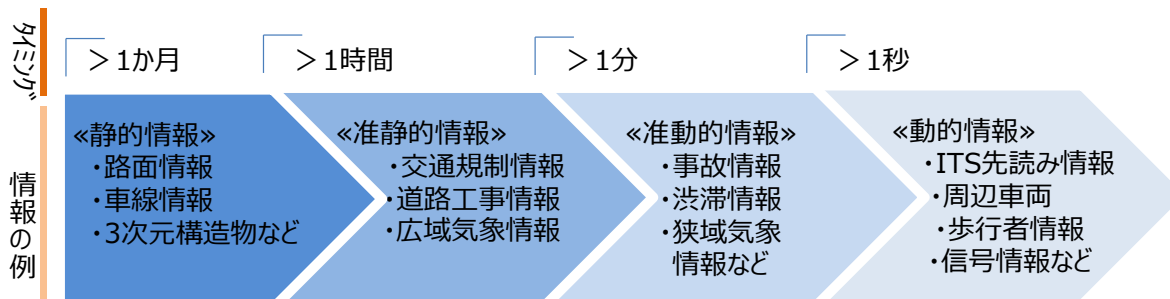 タイミング
＞1か月
＞1時間
＞1分
＞1秒
情報の例
«静的情報»
・路面情報
・車線情報
・3次元構造物など
«准静的情報»
・交通規制情報
・道路工事情報
・広域気象情報
«准動的情報»
・事故情報
・渋滞情報
・狭域気象
情報など
«動的情報»
・ITS先読み情報
・周辺車両
・歩行者情報
・信号情報など